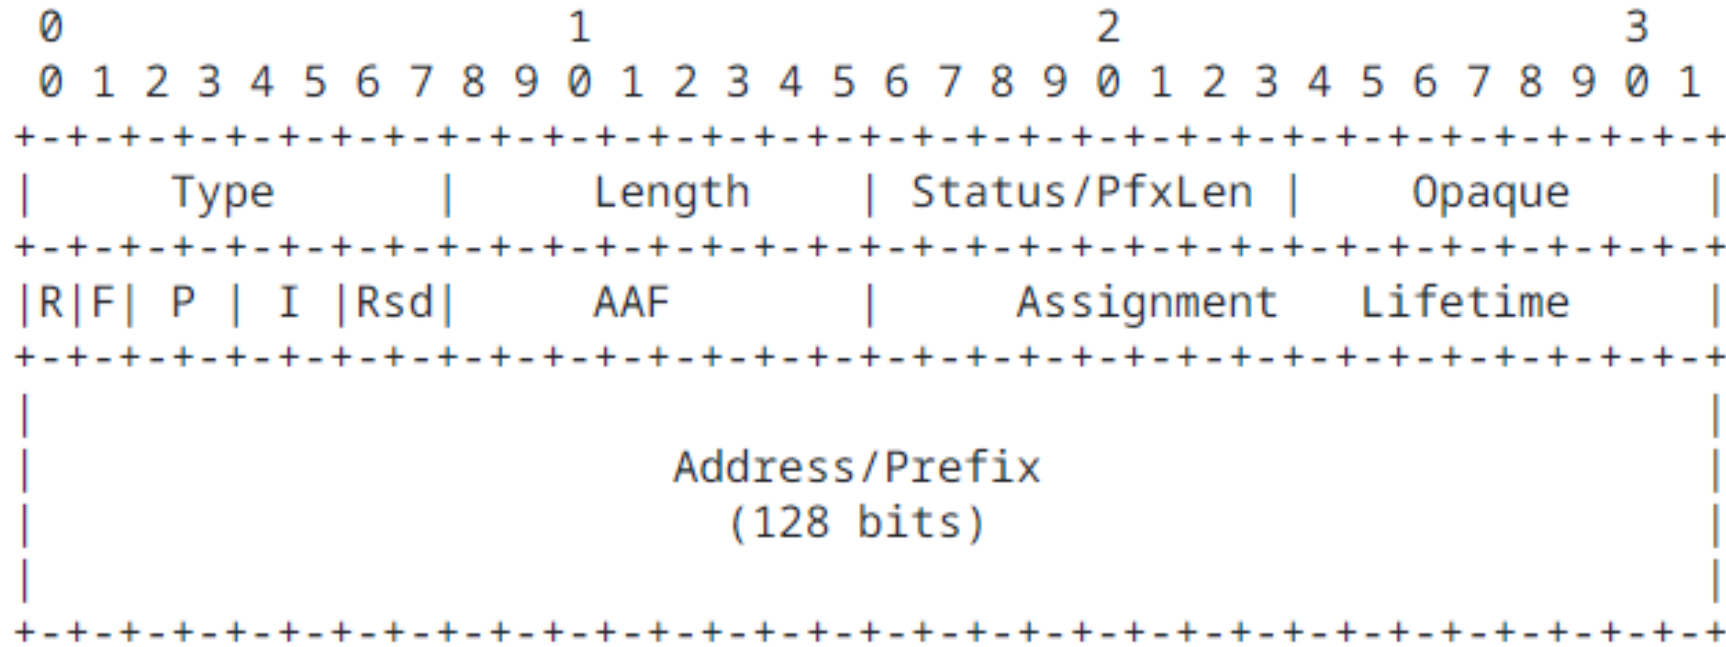 0                   1                   2                   3
 0 1 2 3 4 5 6 7 8 9 0 1 2 3 4 5 6 7 8 9 0 1 2 3 4 5 6 7 8 9 0 1
+-+-+-+-+-+-+-+-+-+-+-+-+-+-+-+-+-+-+-+-+-+-+-+-+-+-+-+-+-+-+-+-+
|     Type      |     Length    | Status/PfxLen |    Opaque     |
+-+-+-+-+-+-+-+-+-+-+-+-+-+-+-+-+-+-+-+-+-+-+-+-+-+-+-+-+-+-+-+-+
|R|F| P | I |Rsd|     AAF       |     Assignment   Lifetime     |
+-+-+-+-+-+-+-+-+-+-+-+-+-+-+-+-+-+-+-+-+-+-+-+-+-+-+-+-+-+-+-+-+
|                                                               |
|                        Address/Prefix                         |
|                          (128 bits)                           |
|                                                               |
+-+-+-+-+-+-+-+-+-+-+-+-+-+-+-+-+-+-+-+-+-+-+-+-+-+-+-+-+-+-+-+-+